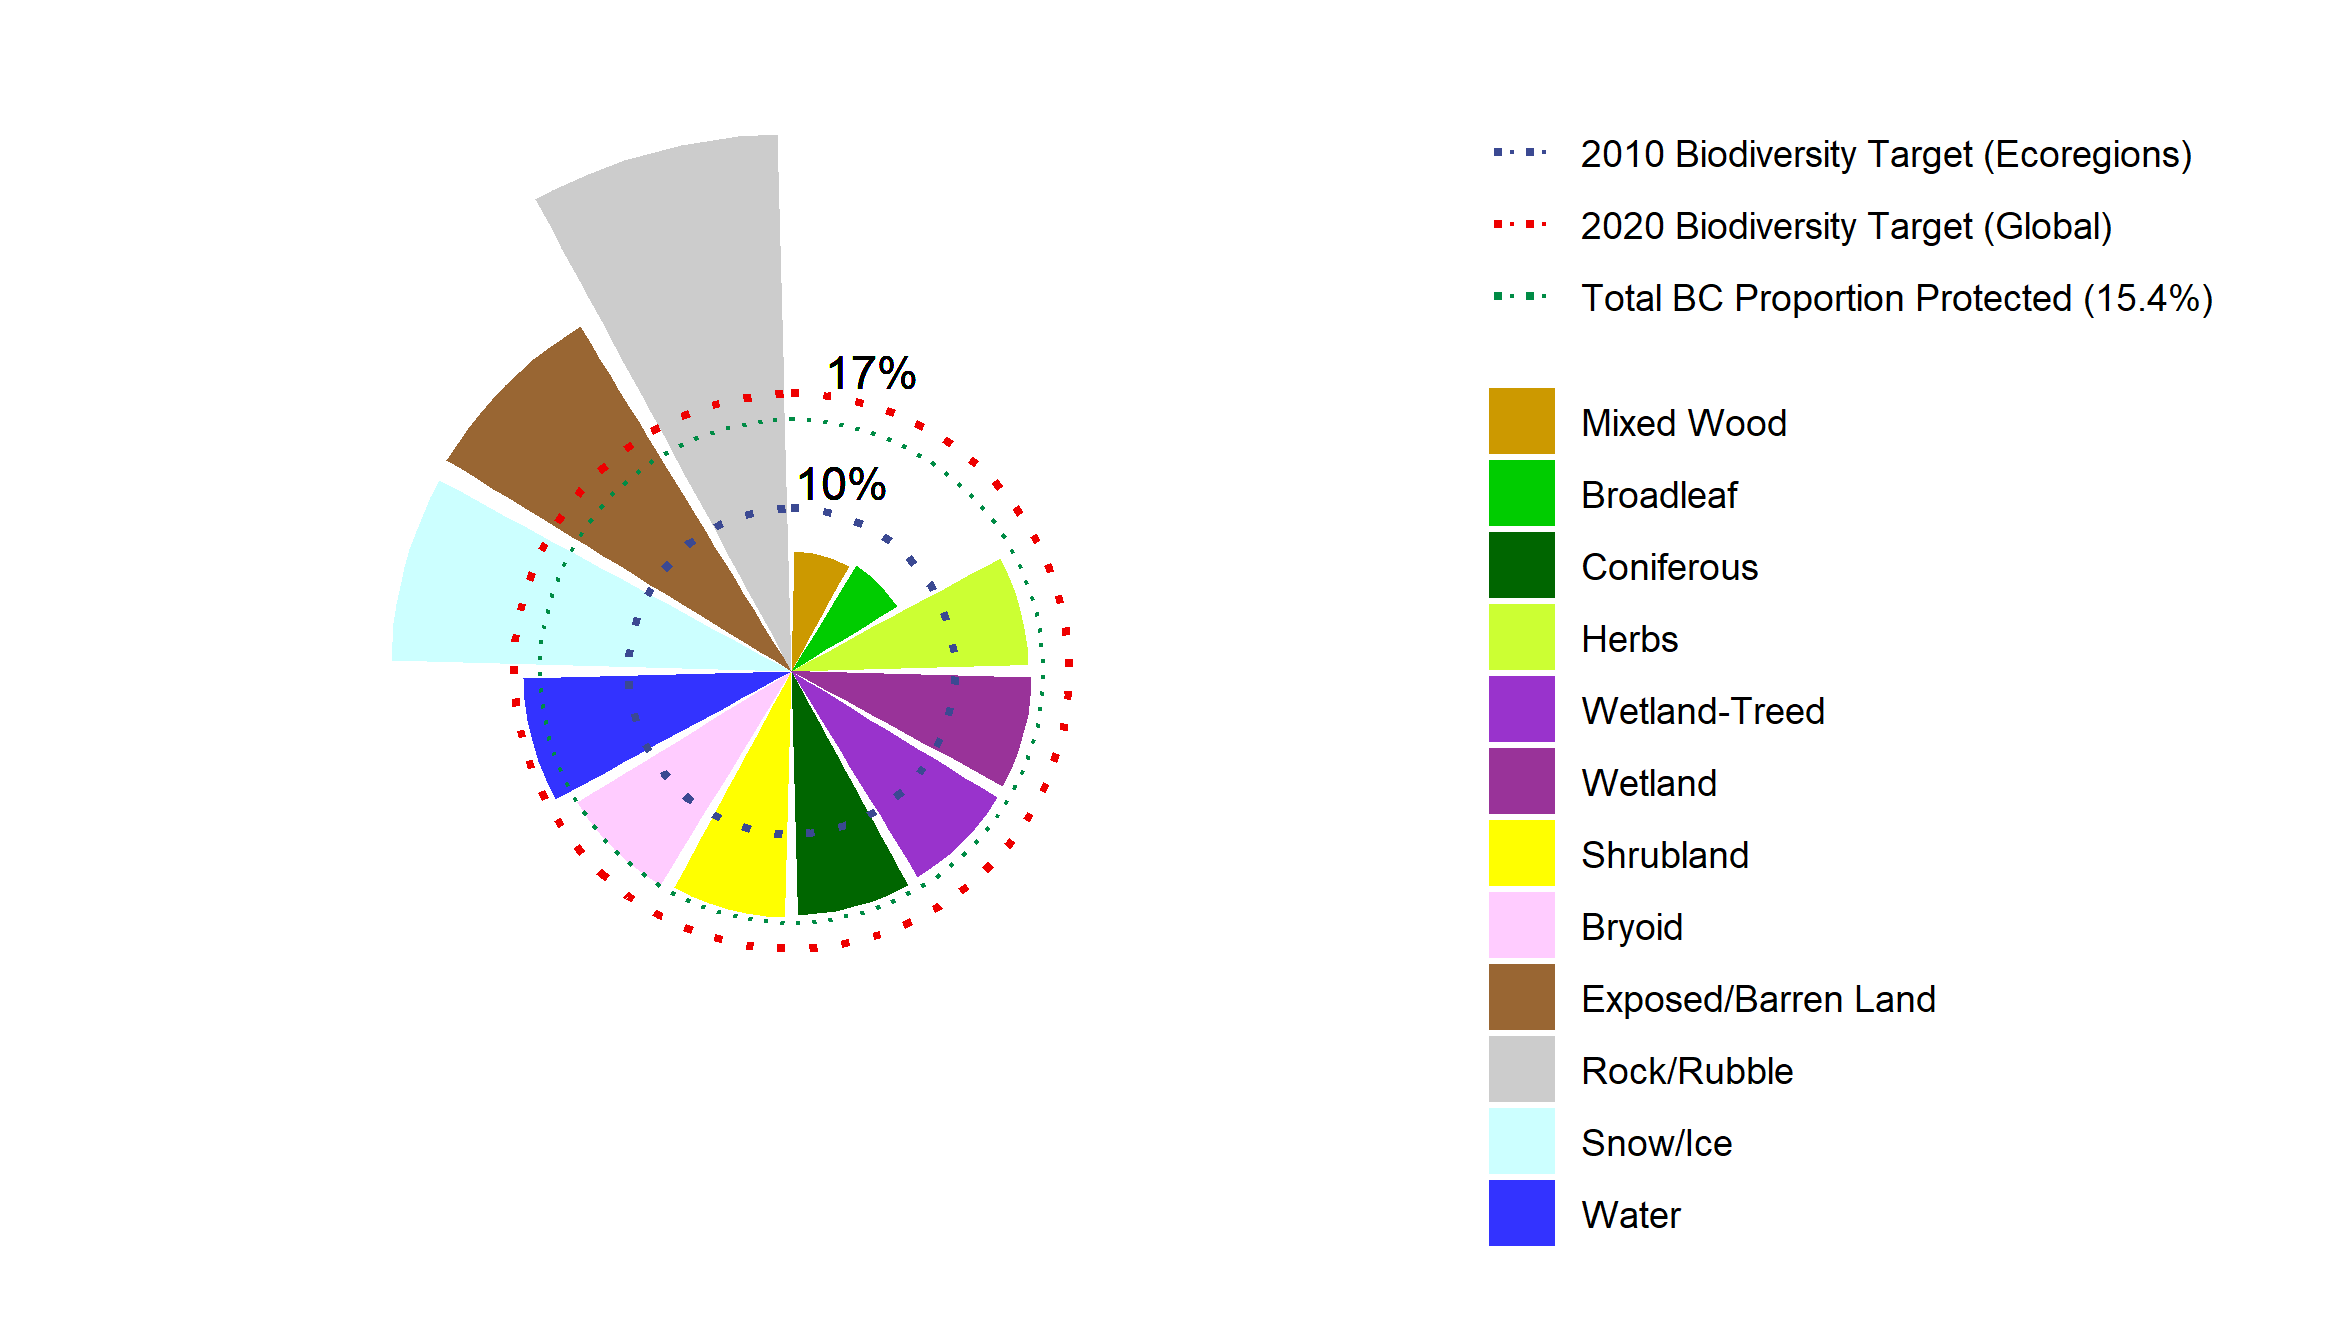 17%
10%
2010 Biodiversity Target (Ecoregions)
2020 Biodiversity Target (Global)
Total BC Proportion Protected (15.4%)
Mixed Wood
Broadleaf
Coniferous
Herbs
Wetland-Treed
Wetland
Shrubland
Bryoid
Exposed/Barren Land
Rock/Rubble
Snow/Ice
Water